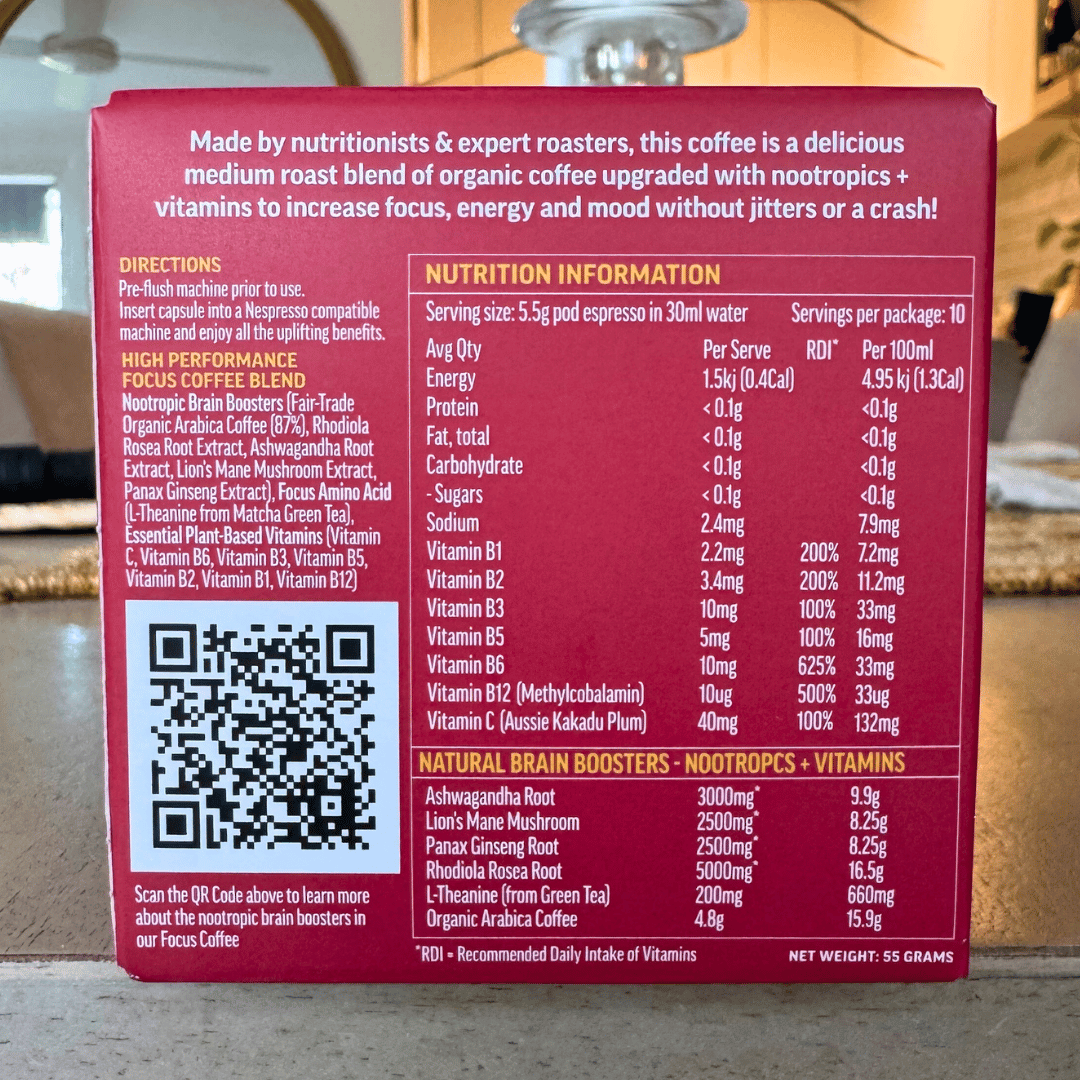 Made by nutritionists & expert roasters, this coffee is a delicious
medium roast blend of organic coffee upgraded with nootropics +
vitamins to increase focus, energy and mood without jitters or a crash!
DIRECTIONS
Pre-flush machine prior to use.
Insert capsule into a Nespresso compatible
machine and enjoy all the uplifting benefits.
HIGH PERFORMANCE
FOCUS COFFEE BLEND
Nootropic Brain Boosters (Fair-Trade
Organic Arabica Coffee (87%), Rhodiola
Rosea Root Extract, Ashwagandha Root
Extract, Lion's Mane Mushroom Extract,
Panax Ginseng Extract), Focus Amino Acid
(L-Theanine from Matcha Green Tea),
Essential Plant-Based Vitamins (Vitamin
C, Vitamin B6, Vitamin B3, Vitamin B5,
Vitamin B2, Vitamin B1, Vitamin B12)
Scan the QR Code above to learn more
about the nootropic brain boosters in
our Focus Coffee
NUTRITION INFORMATION
Serving size: 5.5g pod espresso in 30ml water Servings per package: 10
Avg Qty Per Serve RDI* Per 100ml
Energy 1.5kj (0.4Cal) 4.95 kj (1.3Cal)
Protein < 0.1g <0.1g
Fat, total < 0.1g <0.1g
Carbohydrate < 0.1g <0.1g
- Sugars < 0.1g <0.1g
Sodium 2.4mg 7.9mg
Vitamin B1 2.2mg 200% 7.2mg
Vitamin B2 3.4mg 200% 11.2mg
Vitamin B3 10mg 100% 33mg
Vitamin B5 5mg 100% 16mg
Vitamin B6 10mg 625% 33mg
Vitamin B12 (Methylcobalamin) 10ug 500% 33ug
Vitamin C (Aussie Kakadu Plum) 40mg 100% 132mg
NATURAL BRAIN BOOSTERS - NOOTROPCS + VITAMINS
Ashwagandha Root 3000mg* 9.9g
Lion's Mane Mushroom 2500mg* 8.25g
Panax Ginseng Root 2500mg* 8.25g
Rhodiola Rosea Root 5000mg* 16.5g
L-Theanine (from Green Tea) 200mg 660mg
Organic Arabica Coffee 4.8g 15.9g
*RDI = Recommended Daily Intake of Vitamins NET WEIGHT: 55 GRAMS